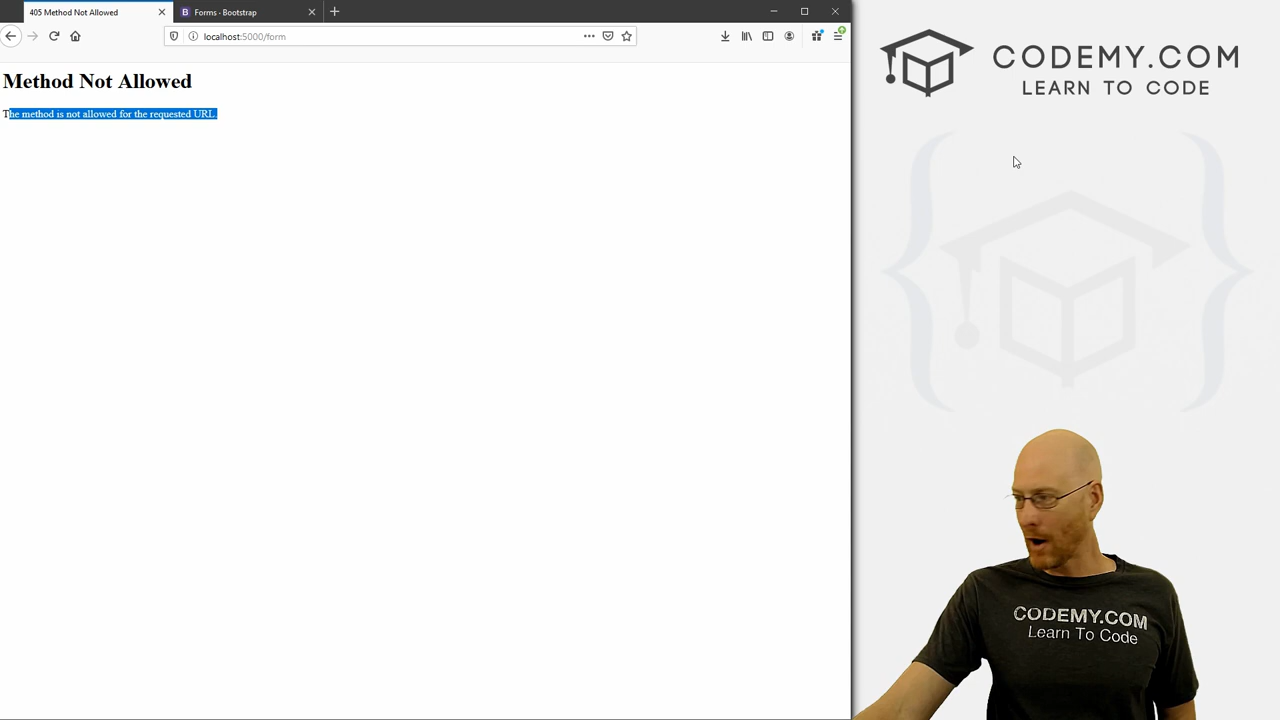 405 Method Not Allowed
B Forms · Bootstrap
localhost:5000/form
Method Not Allowed
The method is not allowed for the requested URL.
CODEMY.COM
LEARN TO CODE
CODEMY.COM
Learn To Code